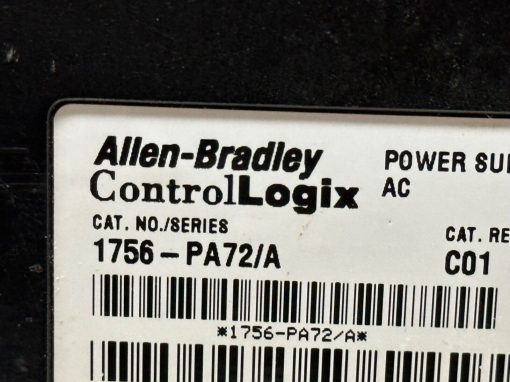 Allen-Bradley
ControlLogix
POWER SU
AC
CAT. NO./SERIES
1756-PA72/A
CAT. RE
C01
*1756-PA72/A*